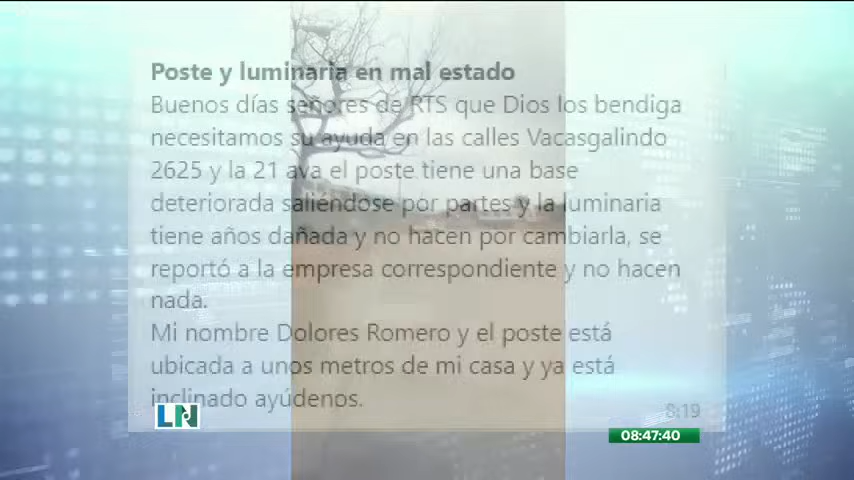 Poste y luminaria en mal estado
Buenos días señores de RTS que Dios los bendiga
necesitamos su ayuda en las calles Vacasgalindo
2625 y la 21 ava el poste tiene una base
deteriorada saliéndose por partes y la luminaria
tiene años dañada y no hacen por cambiarla, se
reportó a la empresa correspondiente y no hacen
nada.
Mi nombre Dolores Romero y el poste está
ubicada a unos metros de mi casa y ya está
inclinado ayúdenos.
8:19
LN
08:47:40